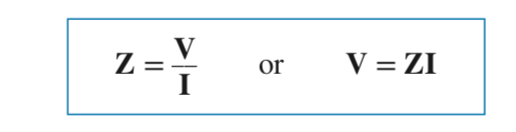 Z = V/I or V = ZI